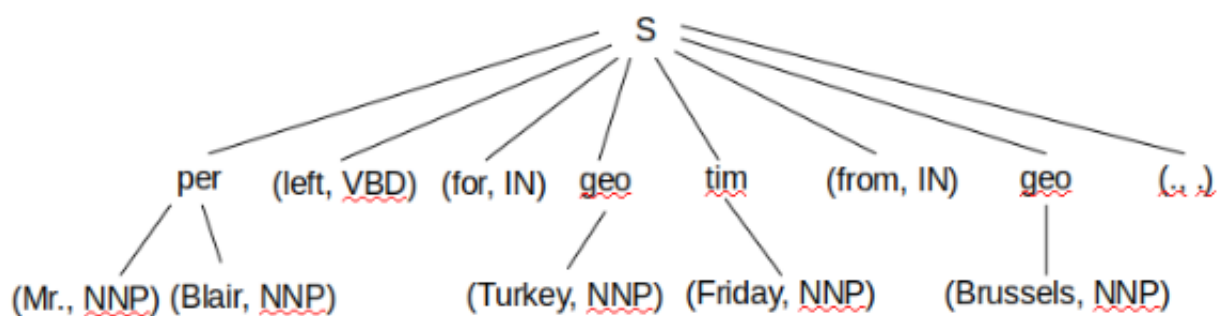 S
per (left, VBD) (for, IN) geo tim (from, IN) geo (., .)
(Mr., NNP) (Blair, NNP) (Turkey, NNP) (Friday, NNP) (Brussels, NNP)